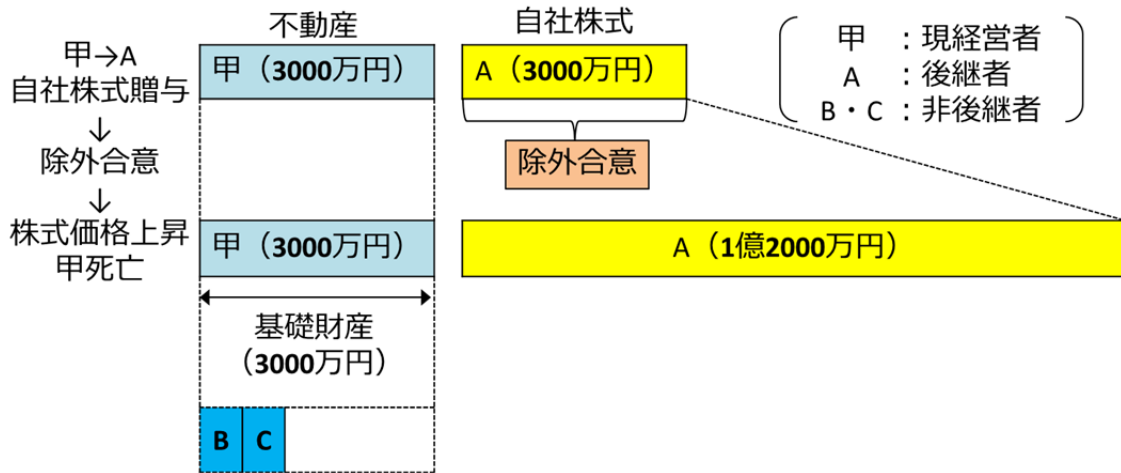 不動産
自社株式
甲→A
自社株式贈与
↓
除外合意
↓
株式価格上昇
甲死亡
甲（3000万円）
A（3000万円）
甲　：現経営者
A　：後継者
B・C：非後継者
除外合意
甲（3000万円）
A（1億2000万円）
基礎財産
（3000万円）
B C